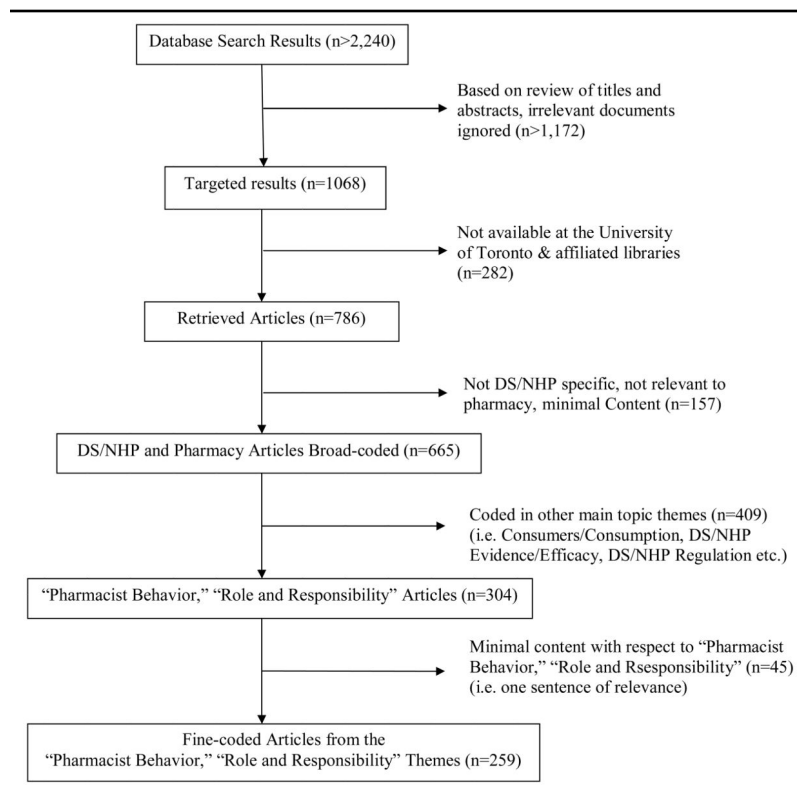 Database Search Results (n>2,240)
Based on review of titles and
abstracts, irrelevant documents
ignored (n>1,172)
Targeted results (n=1068)
Not available at the University
of Toronto & affiliated libraries
(n=282)
Retrieved Articles (n=786)
Not DS/NHP specific, not relevant to
pharmacy, minimal Content (n=157)
DS/NHP and Pharmacy Articles Broad-coded (n=665)
Coded in other main topic themes (n=409)
(i.e. Consumers/Consumption, DS/NHP
Evidence/Efficacy, DS/NHP Regulation etc.)
“Pharmacist Behavior,” “Role and Responsibility” Articles (n=304)
Minimal content with respect to “Pharmacist
Behavior,” “Role and Rsesponsibility” (n=45)
(i.e. one sentence of relevance)
Fine-coded Articles from the
“Pharmacist Behavior,” “Role and Responsibility” Themes (n=259)